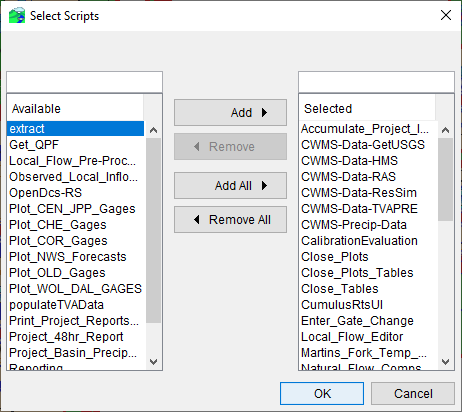 Select Scripts
Available
extract
Get_QPF
Local_Flow_Pre-Proc...
Observed_Local_Inflo...
OpenDcs-RS
Plot_CEN_JPP_Gages
Plot_CHE_Gages
Plot_COR_Gages
Plot_NWS_Forecasts
Plot_OLD_Gages
Plot_WOL_DAL_GAGES
populateTVAData
Print_Project_Reports...
Project_48hr_Report
Project_Basin_Precip...
Reporting
Add
Remove
Add All
Remove All
Selected
Accumulate_Project_I...
CWMS-Data-GetUSGS
CWMS-Data-HMS
CWMS-Data-RAS
CWMS-Data-ResSim
CWMS-Data-TVAPRE
CWMS-Precip-Data
CalibrationEvaluation
Close_Plots
Close_Plots_Tables
Close_Tables
CumulusRtsUI
Enter_Gate_Change
Local_Flow_Editor
Martins_Fork_Temp_...
Natural_Flow_Comps
OK
Cancel